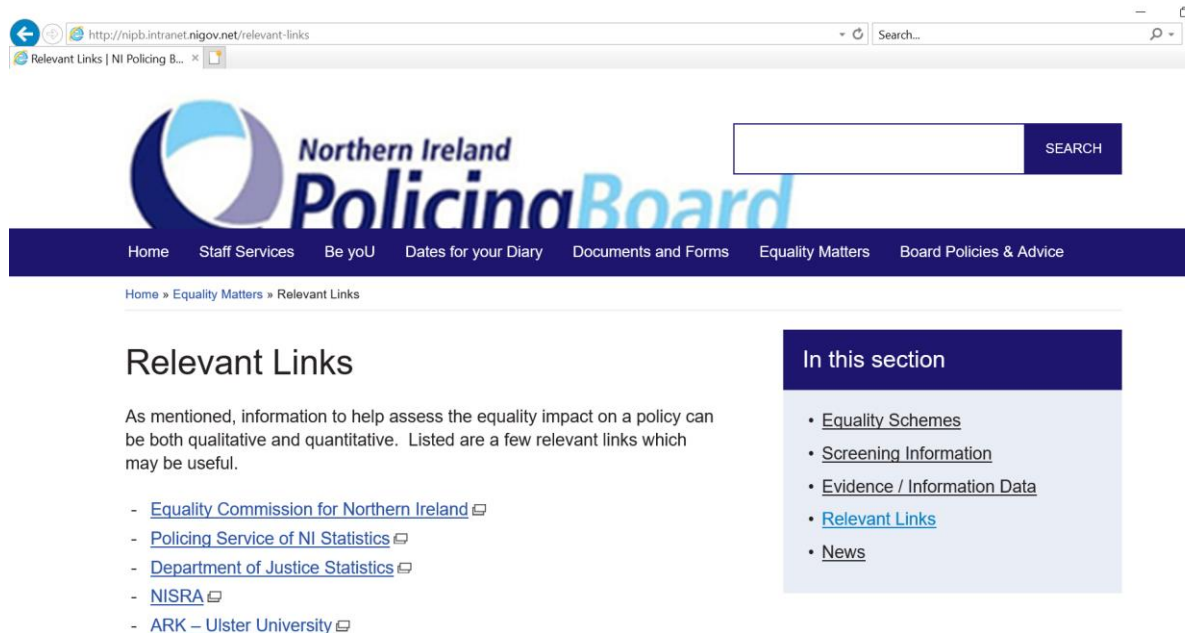 http://nipb.intranet.nigov.net/relevant-links
Search...
Relevant Links | NI Policing B...
Northern Ireland
PolicingBoard
SEARCH
Home Staff Services Be yoU Dates for your Diary Documents and Forms Equality Matters Board Policies & Advice
Home » Equality Matters » Relevant Links
Relevant Links
As mentioned, information to help assess the equality impact on a policy can
be both qualitative and quantitative.  Listed are a few relevant links which
may be useful.
- Equality Commission for Northern Ireland
- Policing Service of NI Statistics
- Department of Justice Statistics
- NISRA
- ARK – Ulster University
In this section
• Equality Schemes
• Screening Information
• Evidence / Information Data
• Relevant Links
• News